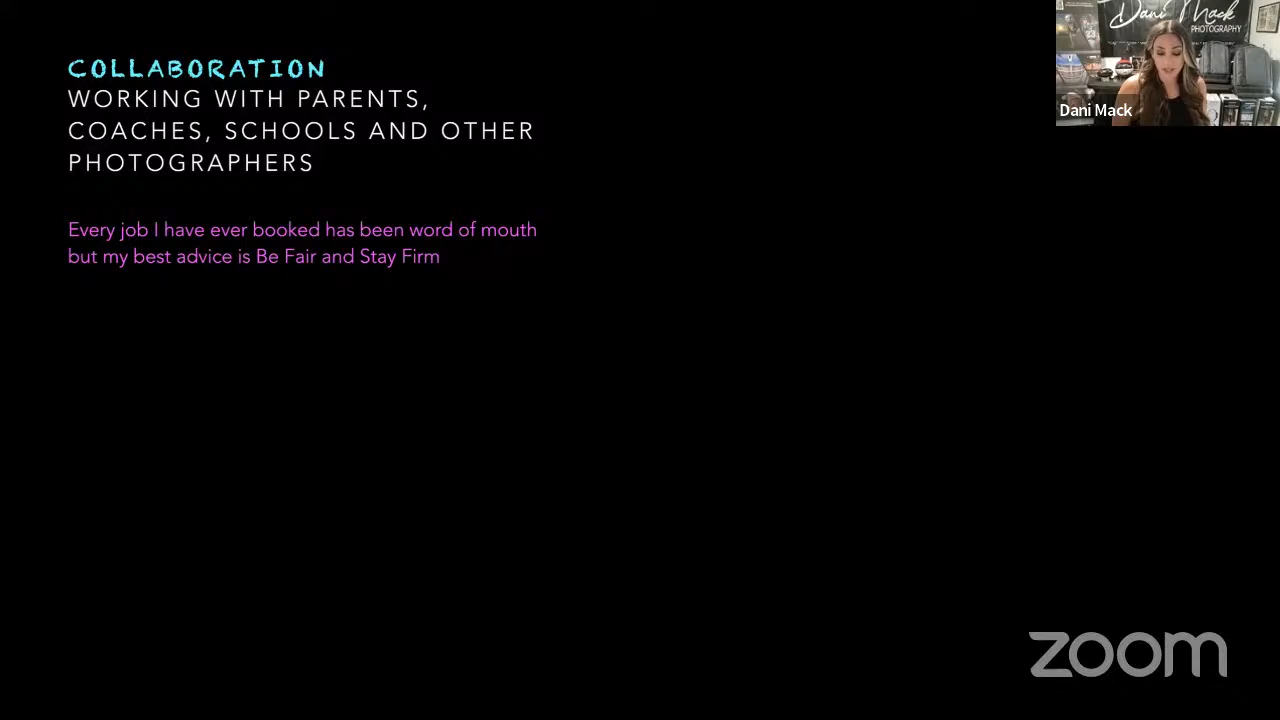 COLLABORATION
WORKING WITH PARENTS,
COACHES, SCHOOLS AND OTHER
PHOTOGRAPHERS
Every job I have ever booked has been word of mouth
but my best advice is Be Fair and Stay Firm
Dani Mack
PHOTOGRAPHY
Dani Mack
zoom